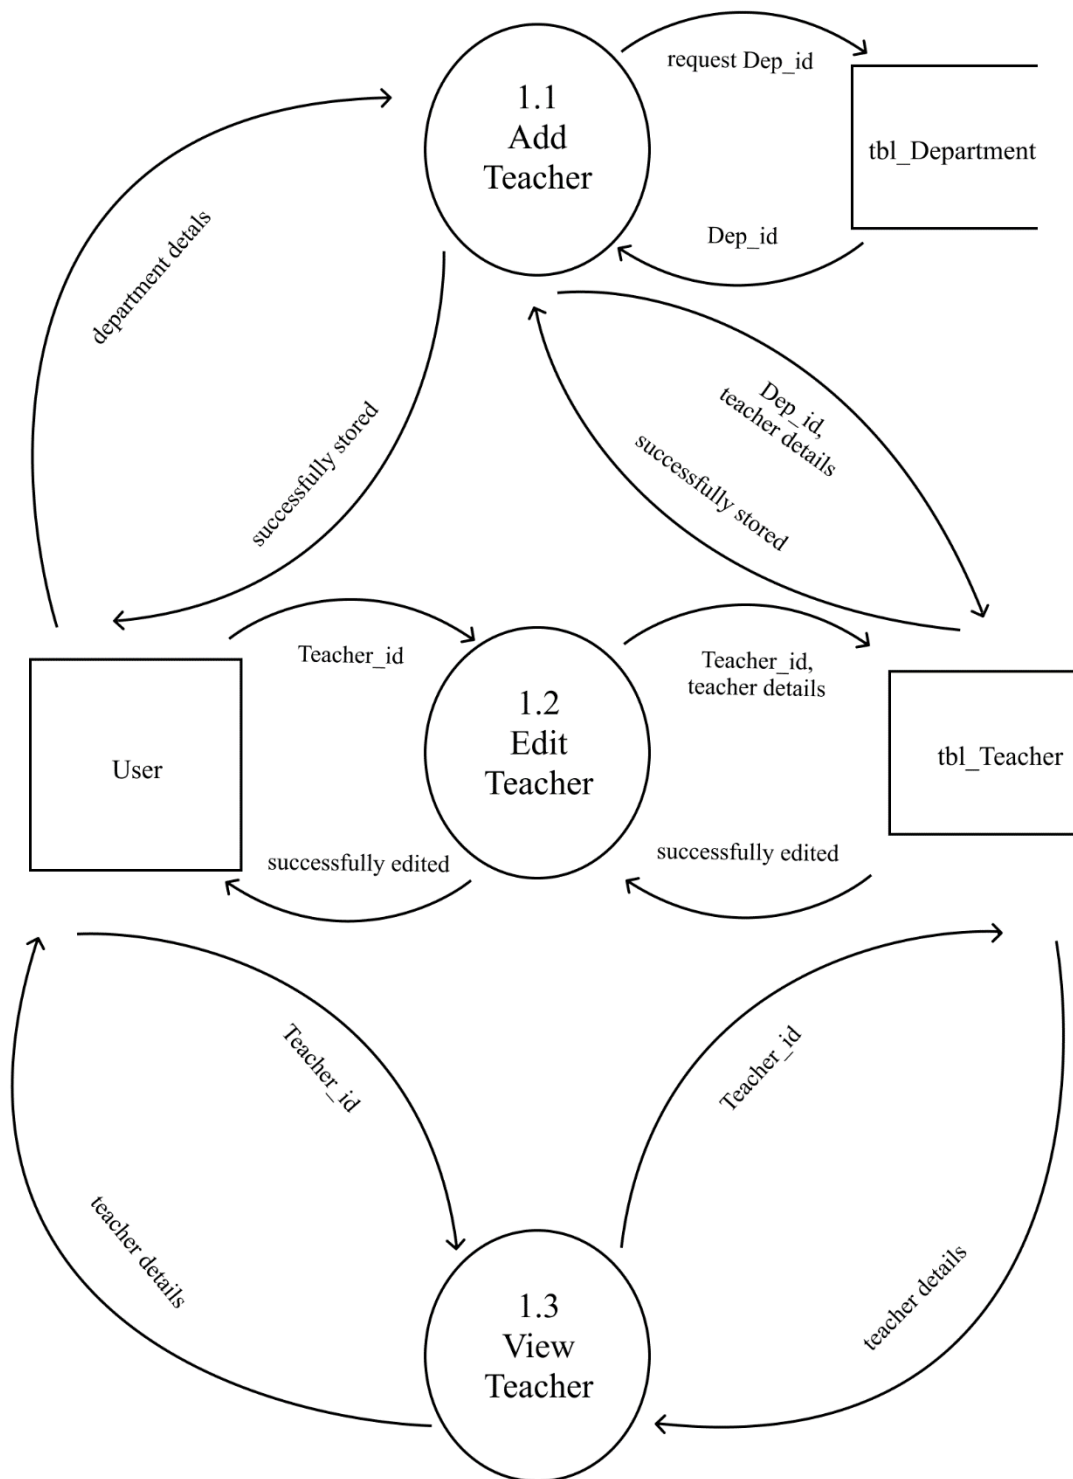 request Dep_id
1.1
Add
Teacher
tbl_Department
Dep_id
department detals
successfully stored
Dep_id,
teacher details
successfully stored
Teacher_id
Teacher_id,
teacher details
1.2
Edit
Teacher
User
tbl_Teacher
successfully edited
successfully edited
Teacher_id
Teacher_id
teacher details
teacher details
1.3
View
Teacher